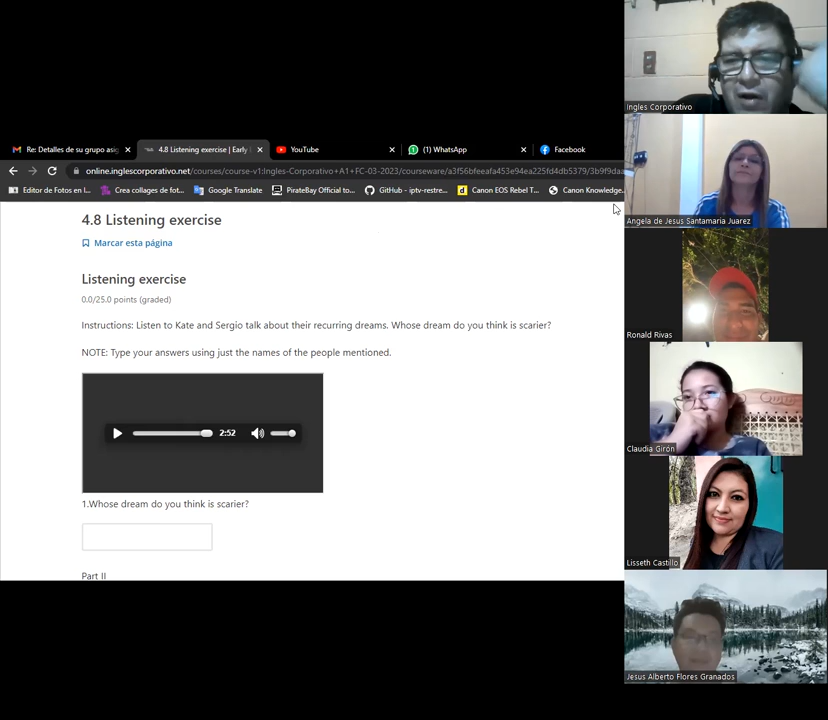 Ingles Corporativo
Re: Detalles de su grupo asig
4.8 Listening exercise | Early
YouTube
(1) WhatsApp
Facebook
online.inglescorporativo.net/courses/course-v1:Ingles-Corporativo+A1+FC-03-2023/courseware/a3f56bfeeafa453e94ea225fd4db5379/3b9f9daa
Editor de Fotos en l...
Crea collages de fot...
Google Translate
PirateBay Official to...
GitHub - iptv-restre...
Canon EOS Rebel T...
Canon Knowledge...
Angela de Jesus Santamaria Juarez
4.8 Listening exercise
Marcar esta página
Listening exercise
0.0/25.0 points (graded)
Instructions: Listen to Kate and Sergio talk about their recurring dreams. Whose dream do you think is scarier?
Ronald Rivas
NOTE: Type your answers using just the names of the people mentioned.
2:52
Claudia Girón
1.Whose dream do you think is scarier?
Lisseth Castillo
Part II
Jesus Alberto Flores Granados